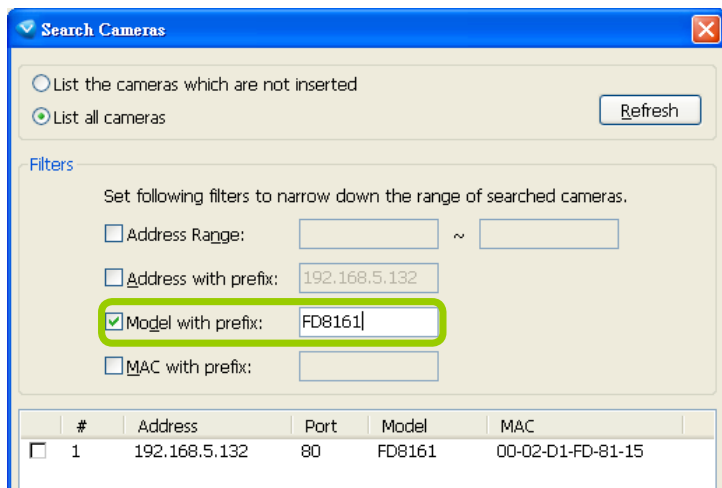 Search Cameras
List the cameras which are not inserted
List all cameras
Refresh
Filters
Set following filters to narrow down the range of searched cameras.
Address Range: ~
Address with prefix: 192.168.5.132
Model with prefix: FD8161
MAC with prefix:
# Address Port Model MAC
1 192.168.5.132 80 FD8161 00-02-D1-FD-81-15